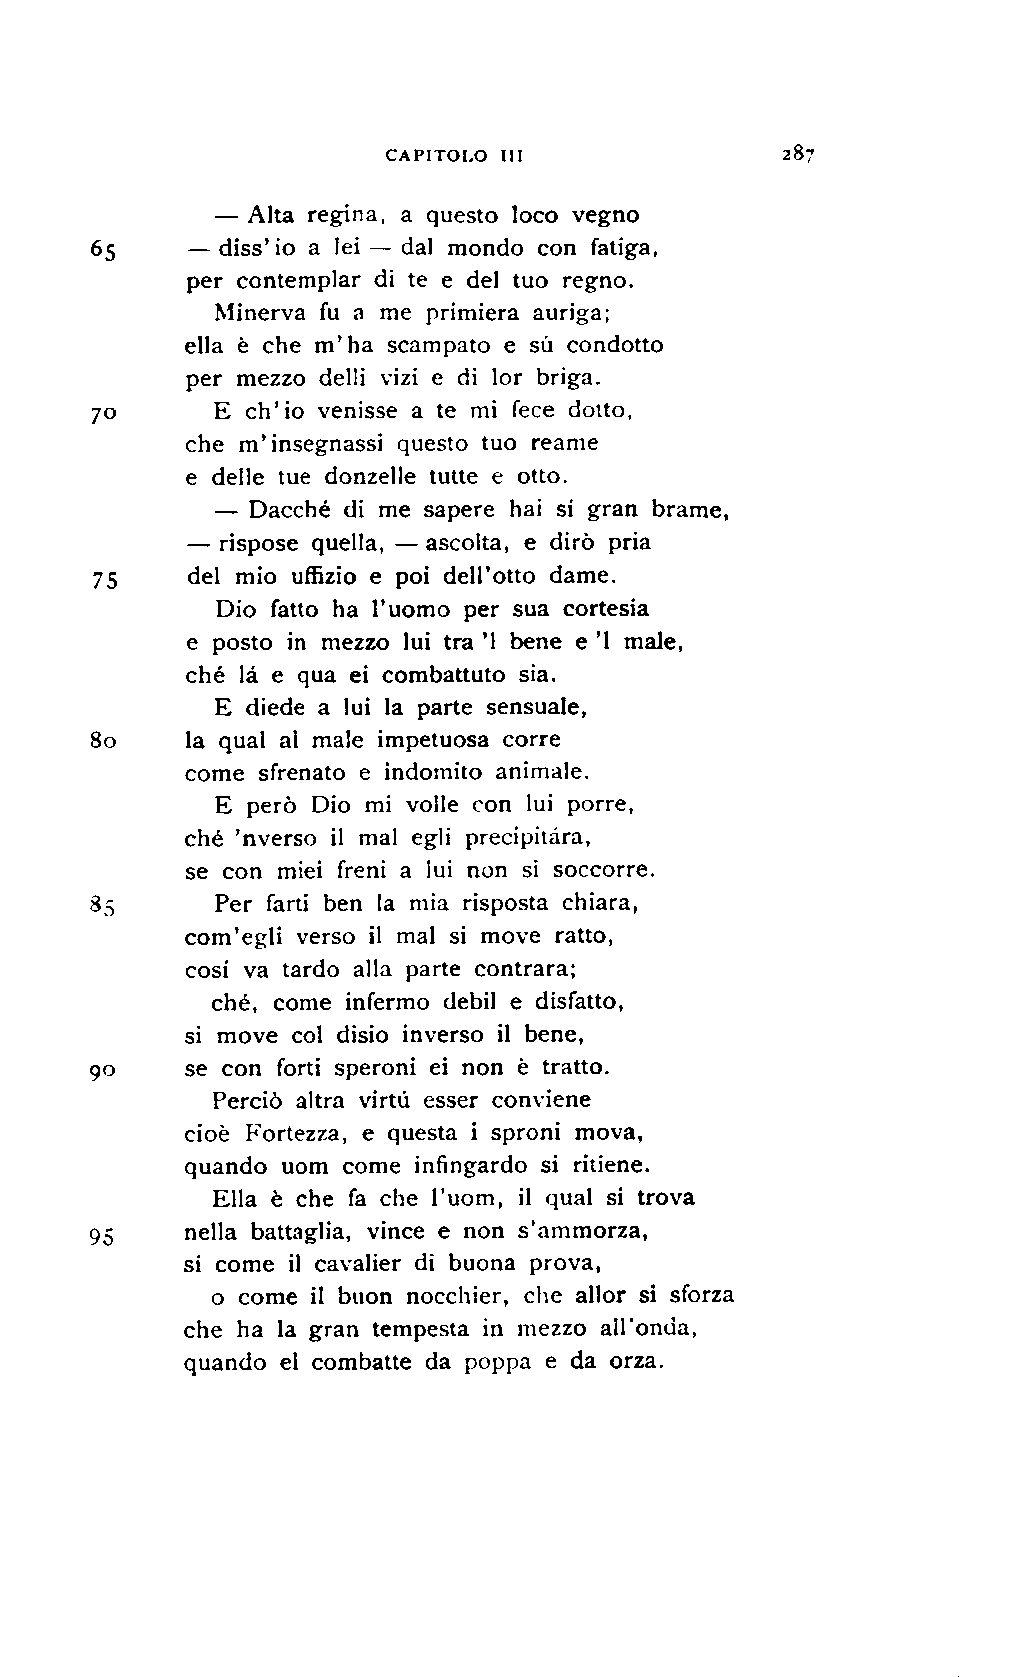 CAPITOLO III 287
— Alta regina, a questo loco vegno
65 — diss'io a lei — dal mondo con fatiga,
per contemplar di te e del tuo regno.
Minerva fu a me primiera auriga;
ella è che m'ha scampato e sú condotto
per mezzo delli vizi e di lor briga.
70 E ch'io venisse a te mi fece dotto,
che m'insegnassi questo tuo reame
e delle tue donzelle tutte e otto.
— Dacché di me sapere hai si gran brame,
— rispose quella, — ascolta, e dirò pria
75 del mio uffizio e poi dell'otto dame.
Dio fatto ha l'uomo per sua cortesia
e posto in mezzo lui tra 'l bene e 'l male,
ché lá e qua ei combattuto sia.
E diede a lui la parte sensuale,
80 la qual al male impetuosa corre
come sfrenato e indomito animale.
E però Dio mi volle con lui porre,
ché 'nverso il mal egli precipitára,
se con miei freni a lui non si soccorre.
85 Per farti ben la mia risposta chiara,
com'egli verso il mal si move ratto,
cosí va tardo alla parte contrara;
ché, come infermo debil e disfatto,
si move col disio inverso il bene,
90 se con forti speroni ei non è tratto.
Perciò altra virtú esser conviene
cioè Fortezza, e questa i sproni mova,
quando uom come infingardo si ritiene.
Ella è che fa che l'uom, il qual si trova
95 nella battaglia, vince e non s'ammorza,
si come il cavalier di buona prova,
o come il buon nocchier, che allor si sforza
che ha la gran tempesta in mezzo all'onda,
quando el combatte da poppa e da orza.